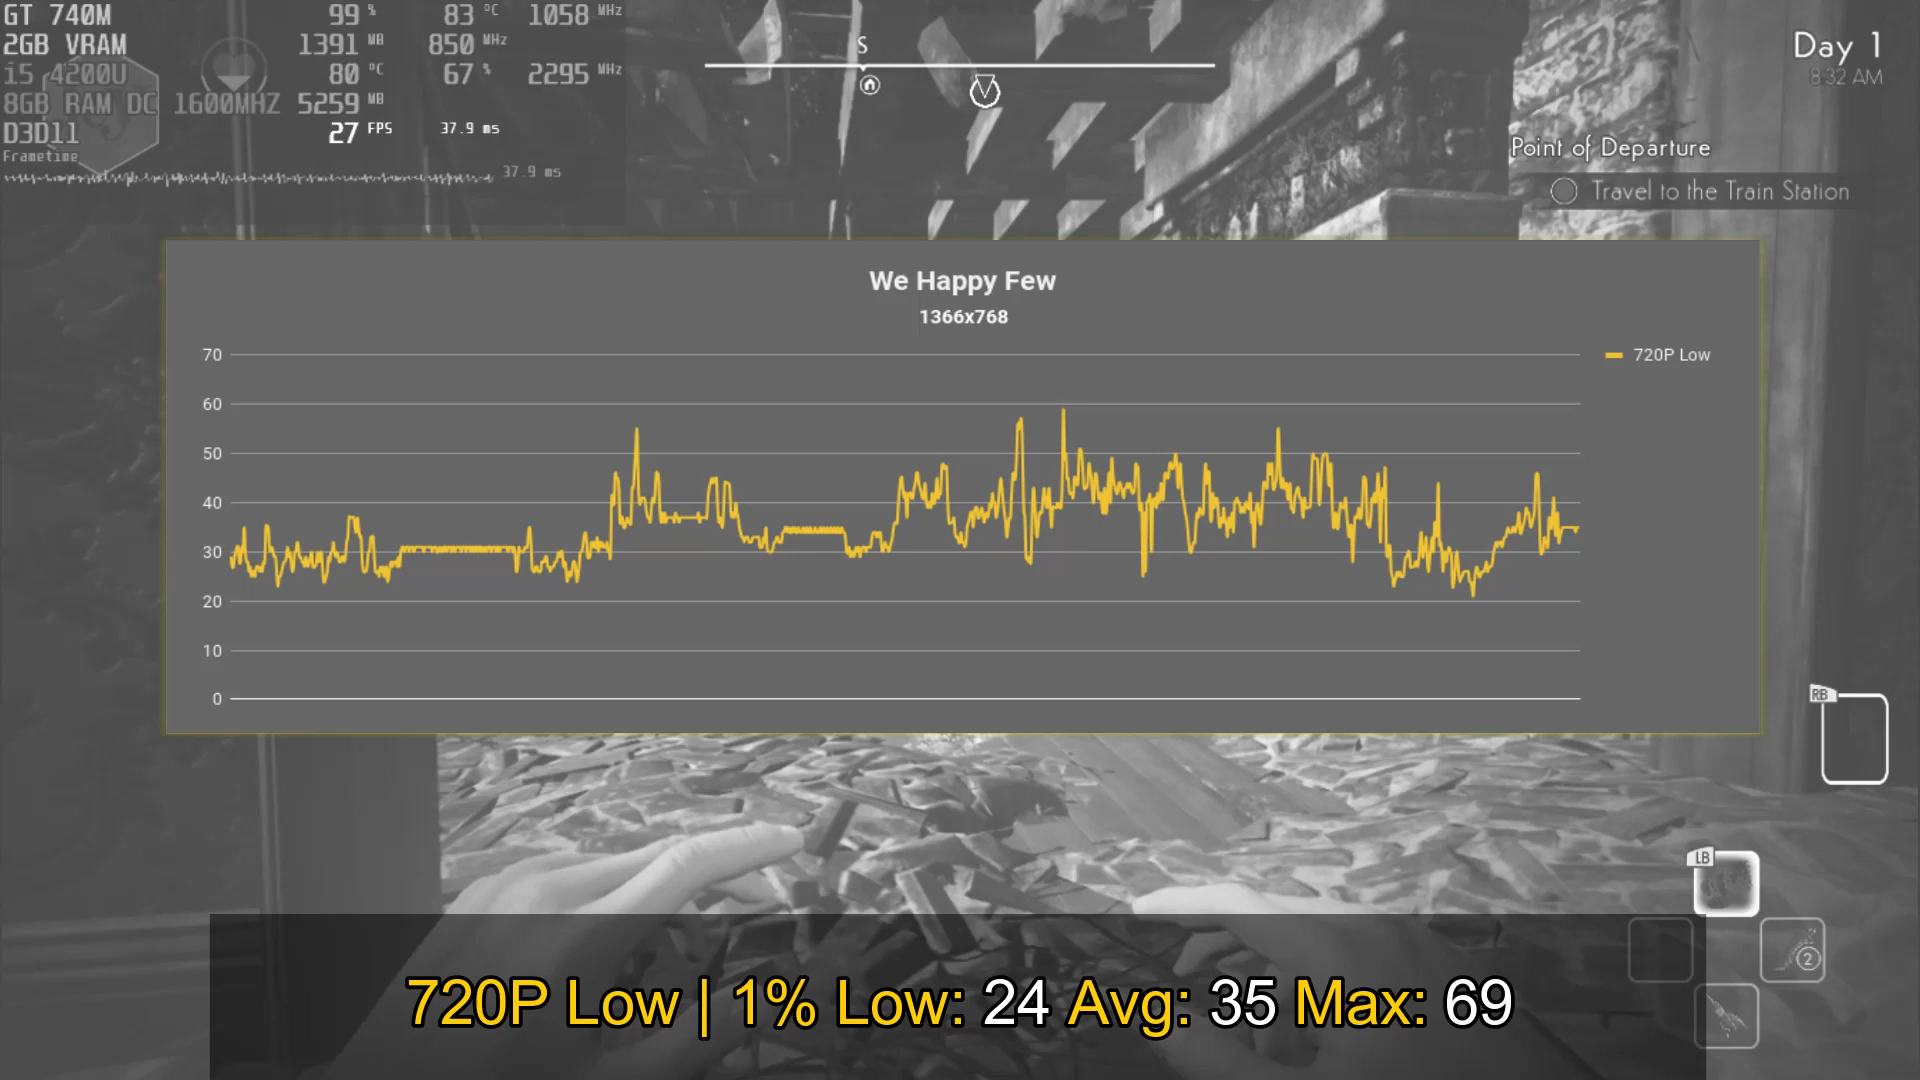 GT 740M 99 % 83 °C 1058 MHz
2GB VRAM 1391 MB 850 MHz
i5 4200U 80 °C 67 % 2295 MHz
8GB RAM DC 1600MHZ 5259 MB
D3D11 27 FPS 37.9 ms
Frametime
37.9 ms
S
Day 1
8:32 AM
Point of Departure
Travel to the Train Station
We Happy Few
1366x768
70
60
50
40
30
20
10
0
720P Low
RB
LB
2
720P Low | 1% Low: 24 Avg: 35 Max: 69